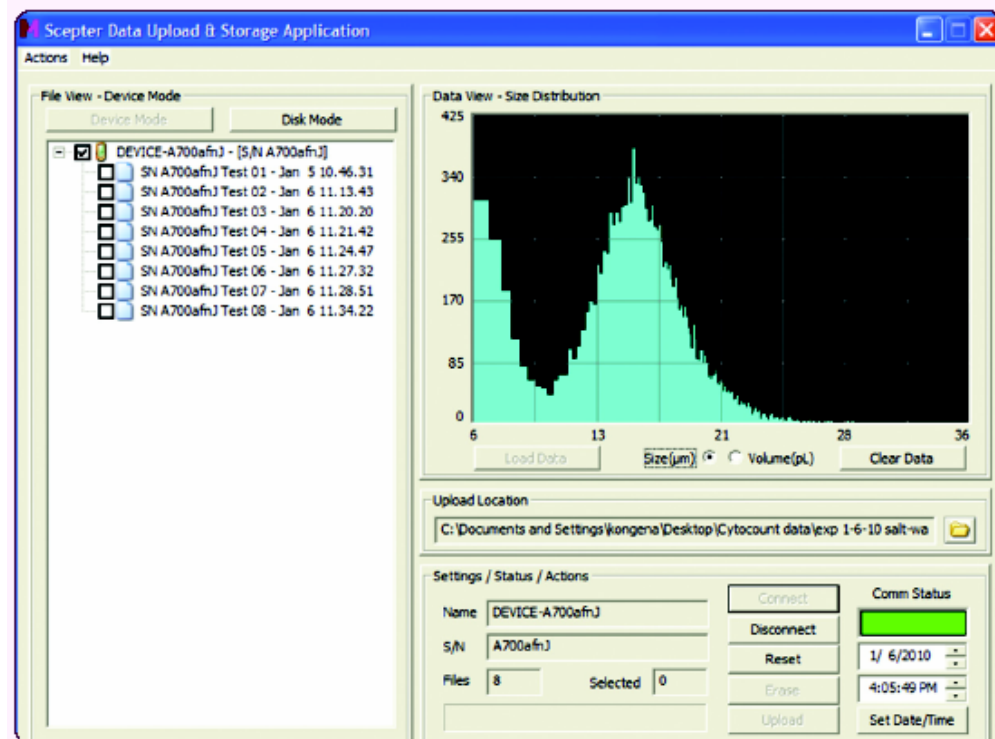 Scepter Data Upload & Storage Application
Actions Help
File View - Device Mode
Device Mode Disk Mode
DEVICE-A700afnJ - [S/N A700afnJ]
SN A700afnJ Test 01 - Jan 5 10.46.31
SN A700afnJ Test 02 - Jan 6 11.13.43
SN A700afnJ Test 03 - Jan 6 11.20.20
SN A700afnJ Test 04 - Jan 6 11.21.42
SN A700afnJ Test 05 - Jan 6 11.24.47
SN A700afnJ Test 06 - Jan 6 11.27.32
SN A700afnJ Test 07 - Jan 6 11.28.51
SN A700afnJ Test 08 - Jan 6 11.34.22
Data View - Size Distribution
425
340
255
170
85
0
6 13 21 28 36
Load Data Size(µm) Volume(pL) Clear Data
Upload Location
C:\Documents and Settings\kongena\Desktop\Cytocount data\exp 1-6-10 salt-wa
Settings / Status / Actions
Name DEVICE-A700afnJ
S/N A700afnJ
Files 8 Selected 0
Connect
Disconnect
Reset
Erase
Upload
Comm Status
1/ 6/2010
4:05:49 PM
Set Date/Time